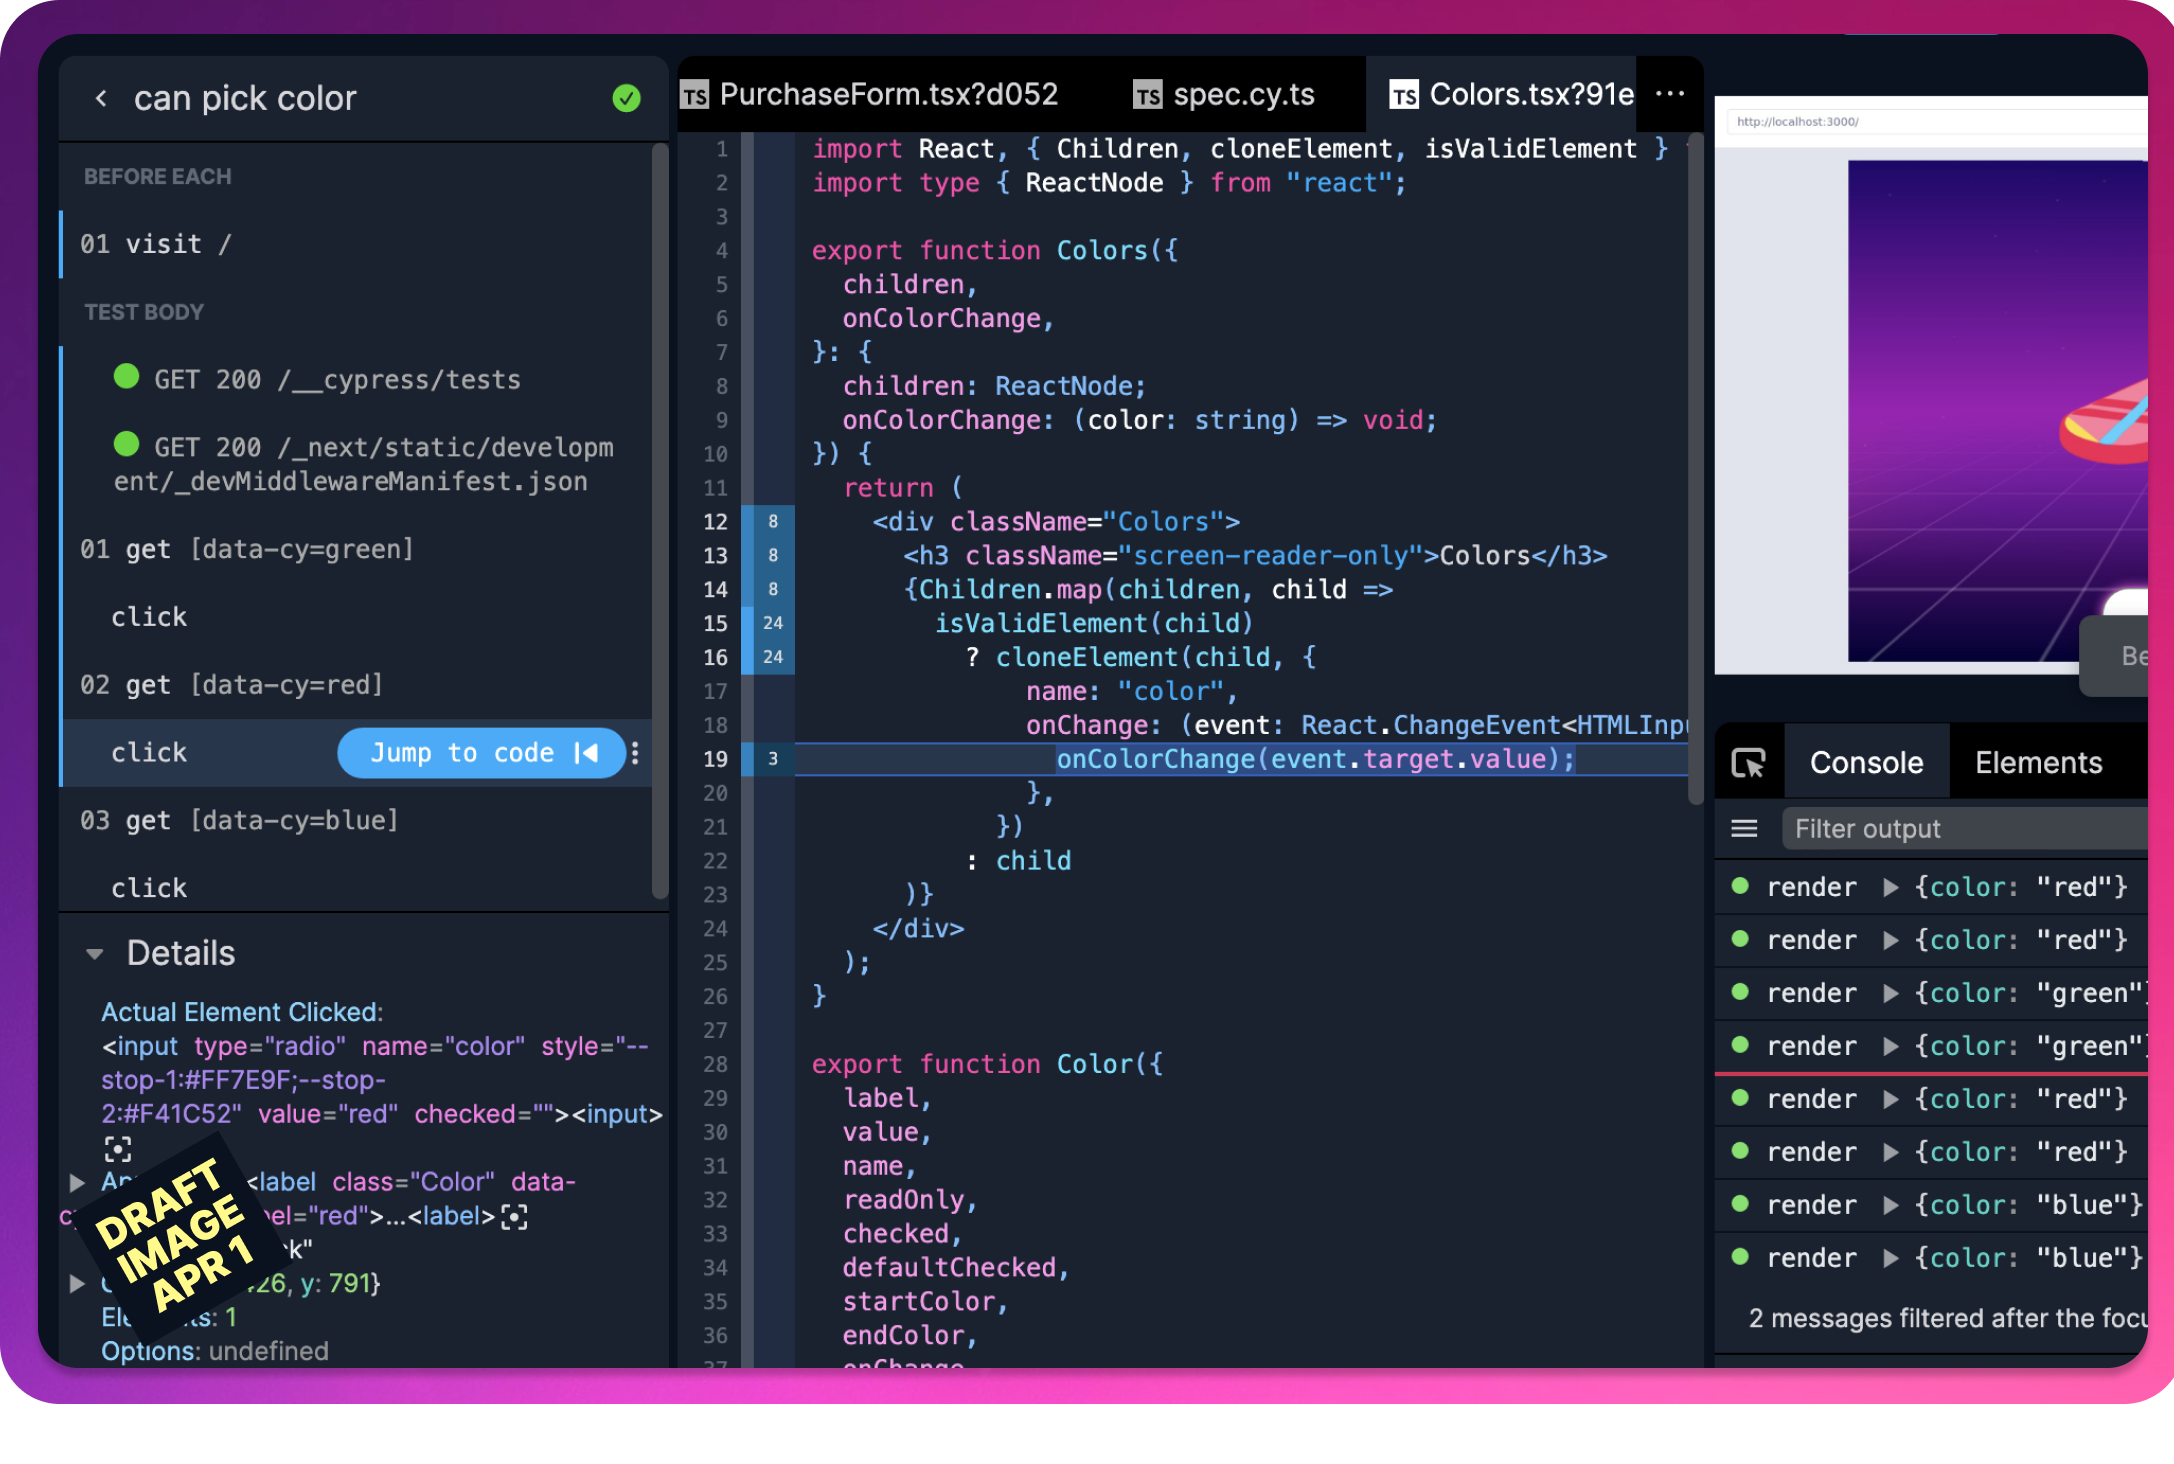 can pick color
BEFORE EACH
01 visit /
TEST BODY
GET 200 /__cypress/tests
GET 200 /_next/static/developm
ent/_devMiddlewareManifest.json
01 get [data-cy=green]
click
02 get [data-cy=red]
click Jump to code
03 get [data-cy=blue]
click
Details
Actual Element Clicked:
<input type="radio" name="color" style="--
stop-1:#FF7E9F;--stop-
2:#F41C52" value="red" checked=""><input>
<label class="Color" data-
"red">…<label>
y: 791}
1
Options: undefined
DRAFT
IMAGE
APR 1
TS PurchaseForm.tsx?d052
TS spec.cy.ts
TS Colors.tsx?91e
1 import React, { Children, cloneElement, isValidElement }
2 import type { ReactNode } from "react";
3
4 export function Colors({
5 children,
6 onColorChange,
7 }: {
8 children: ReactNode;
9 onColorChange: (color: string) => void;
10 }) {
11 return (
12 8 <div className="Colors">
13 8 <h3 className="screen-reader-only">Colors</h3>
14 8 {Children.map(children, child =>
15 24 isValidElement(child)
16 24 ? cloneElement(child, {
17 name: "color",
18 onChange: (event: React.ChangeEvent<HTMLInpu
19 3 onColorChange(event.target.value);
20 },
21 })
22 : child
23 )}
24 </div>
25 );
26 }
27
28 export function Color({
29 label,
30 value,
31 name,
32 readOnly,
33 checked,
34 defaultChecked,
35 startColor,
36 endColor,
37 onChange
http://localhost:3000/
Be
Console
Elements
Filter output
render {color: "red"}
render {color: "red"}
render {color: "green"}
render {color: "green"}
render {color: "red"}
render {color: "red"}
render {color: "blue"}
render {color: "blue"}
2 messages filtered after the focu